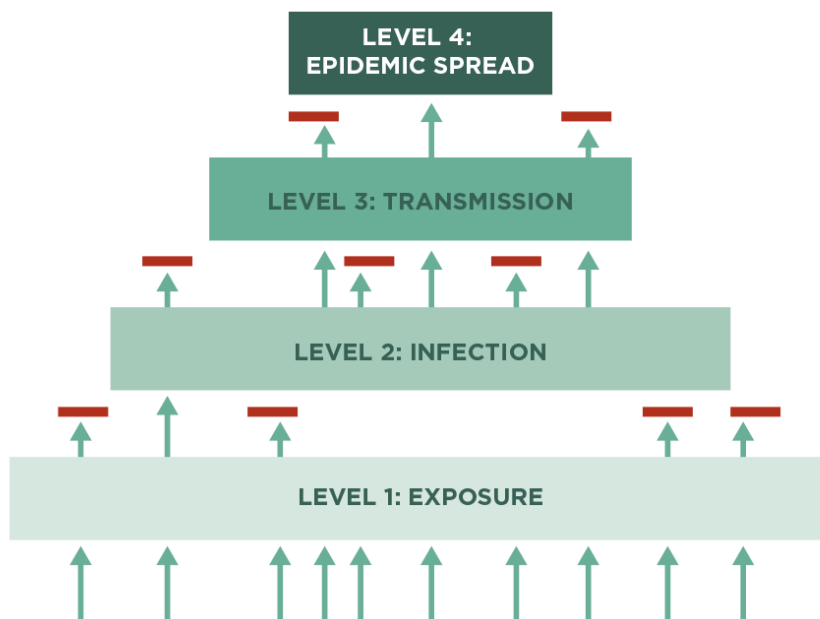 LEVEL 4:
EPIDEMIC SPREAD
LEVEL 3: TRANSMISSION
LEVEL 2: INFECTION
LEVEL 1: EXPOSURE